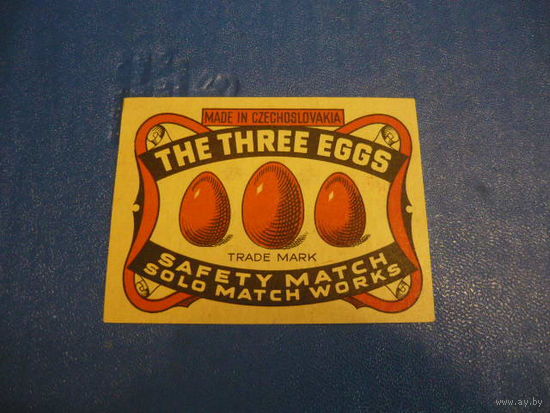 MADE IN CZECHOSLOVAKIA
THE THREE EGGS
TRADE MARK
SAFETY MATCH
SOLO MATCH WORKS
www.ay.by